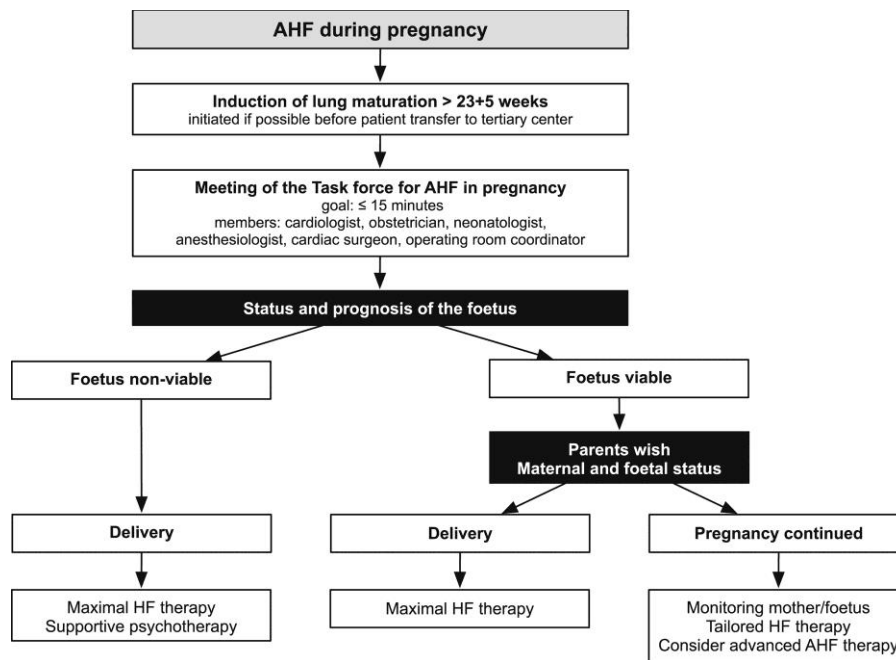 AHF during pregnancy
Induction of lung maturation > 23+5 weeks
initiated if possible before patient transfer to tertiary center
Meeting of the Task force for AHF in pregnancy
goal: ≤ 15 minutes
members: cardiologist, obstetrician, neonatologist,
anesthesiologist, cardiac surgeon, operating room coordinator
Status and prognosis of the foetus
Foetus non-viable
Foetus viable
Parents wish
Maternal and foetal status
Delivery
Delivery
Pregnancy continued
Maximal HF therapy
Supportive psychotherapy
Maximal HF therapy
Monitoring mother/foetus
Tailored HF therapy
Consider advanced AHF therapy